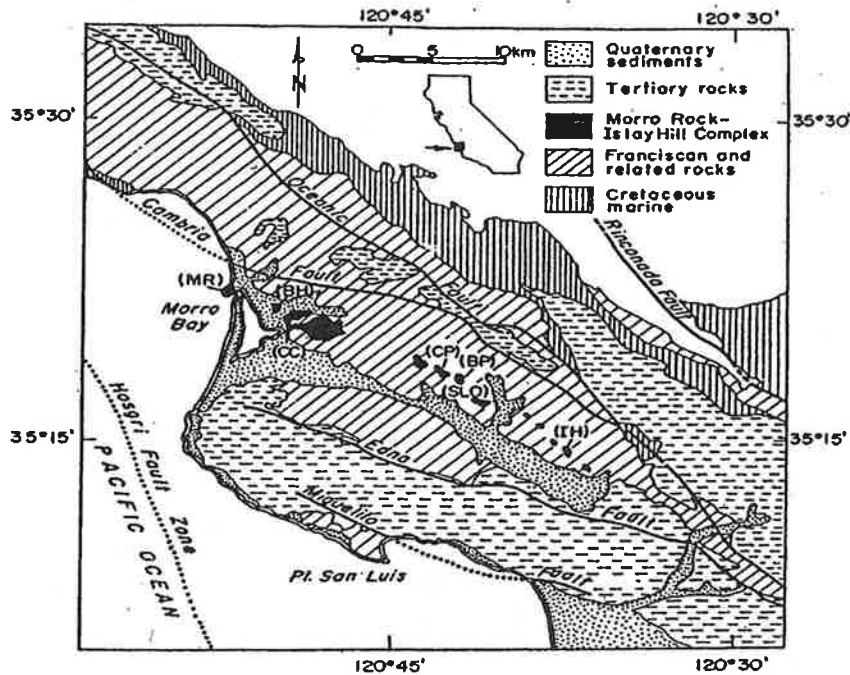 120°45'
120°30'
0 5 10km
N
Quaternary
sediments
Tertiary rocks
Morro Rock–
Islay Hill Complex
Franciscan and
related rocks
Cretaceous
marine
35°30'
35°30'
Oceanic
Fault
Cambria
Fault
Rinconada Fault
(MR)
Morro
Bay
(BH)
(CC)
(CP)
(BP)
(SLO)
(IH)
35°15'
35°15'
Hosgri Fault Zone
PACIFIC OCEAN
Edna
Fault
Miguelito
Fault
Pt. San Luis
120°45'
120°30'